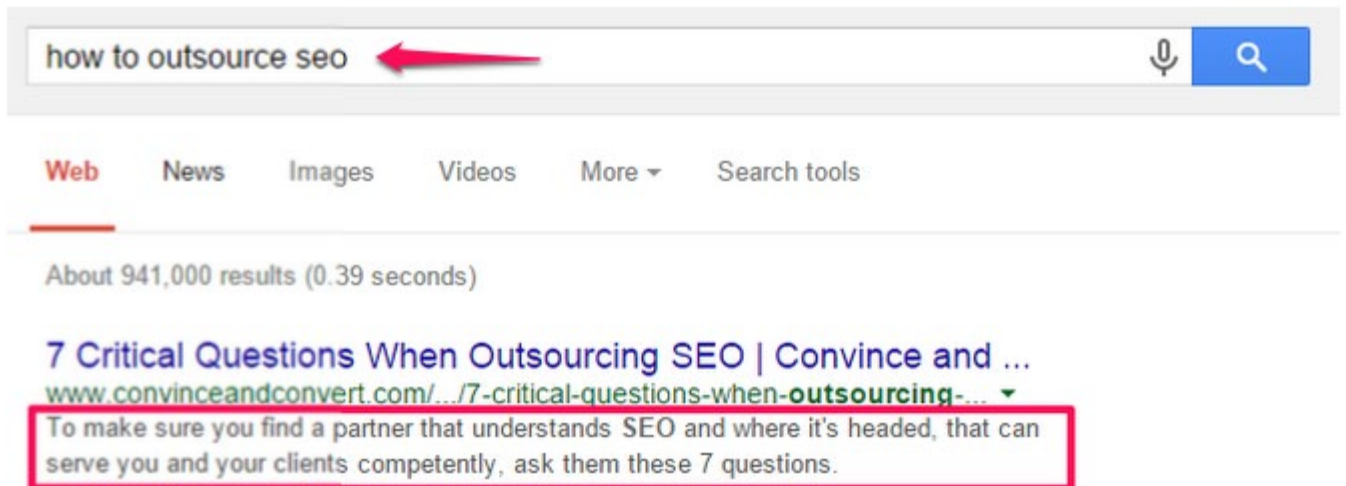 how to outsource seo
Web News Images Videos More Search tools
About 941,000 results (0.39 seconds)
7 Critical Questions When Outsourcing SEO | Convince and ...
www.convinceandconvert.com/.../7-critical-questions-when-outsourcing-...
To make sure you find a partner that understands SEO and where it's headed, that can
serve you and your clients competently, ask them these 7 questions.